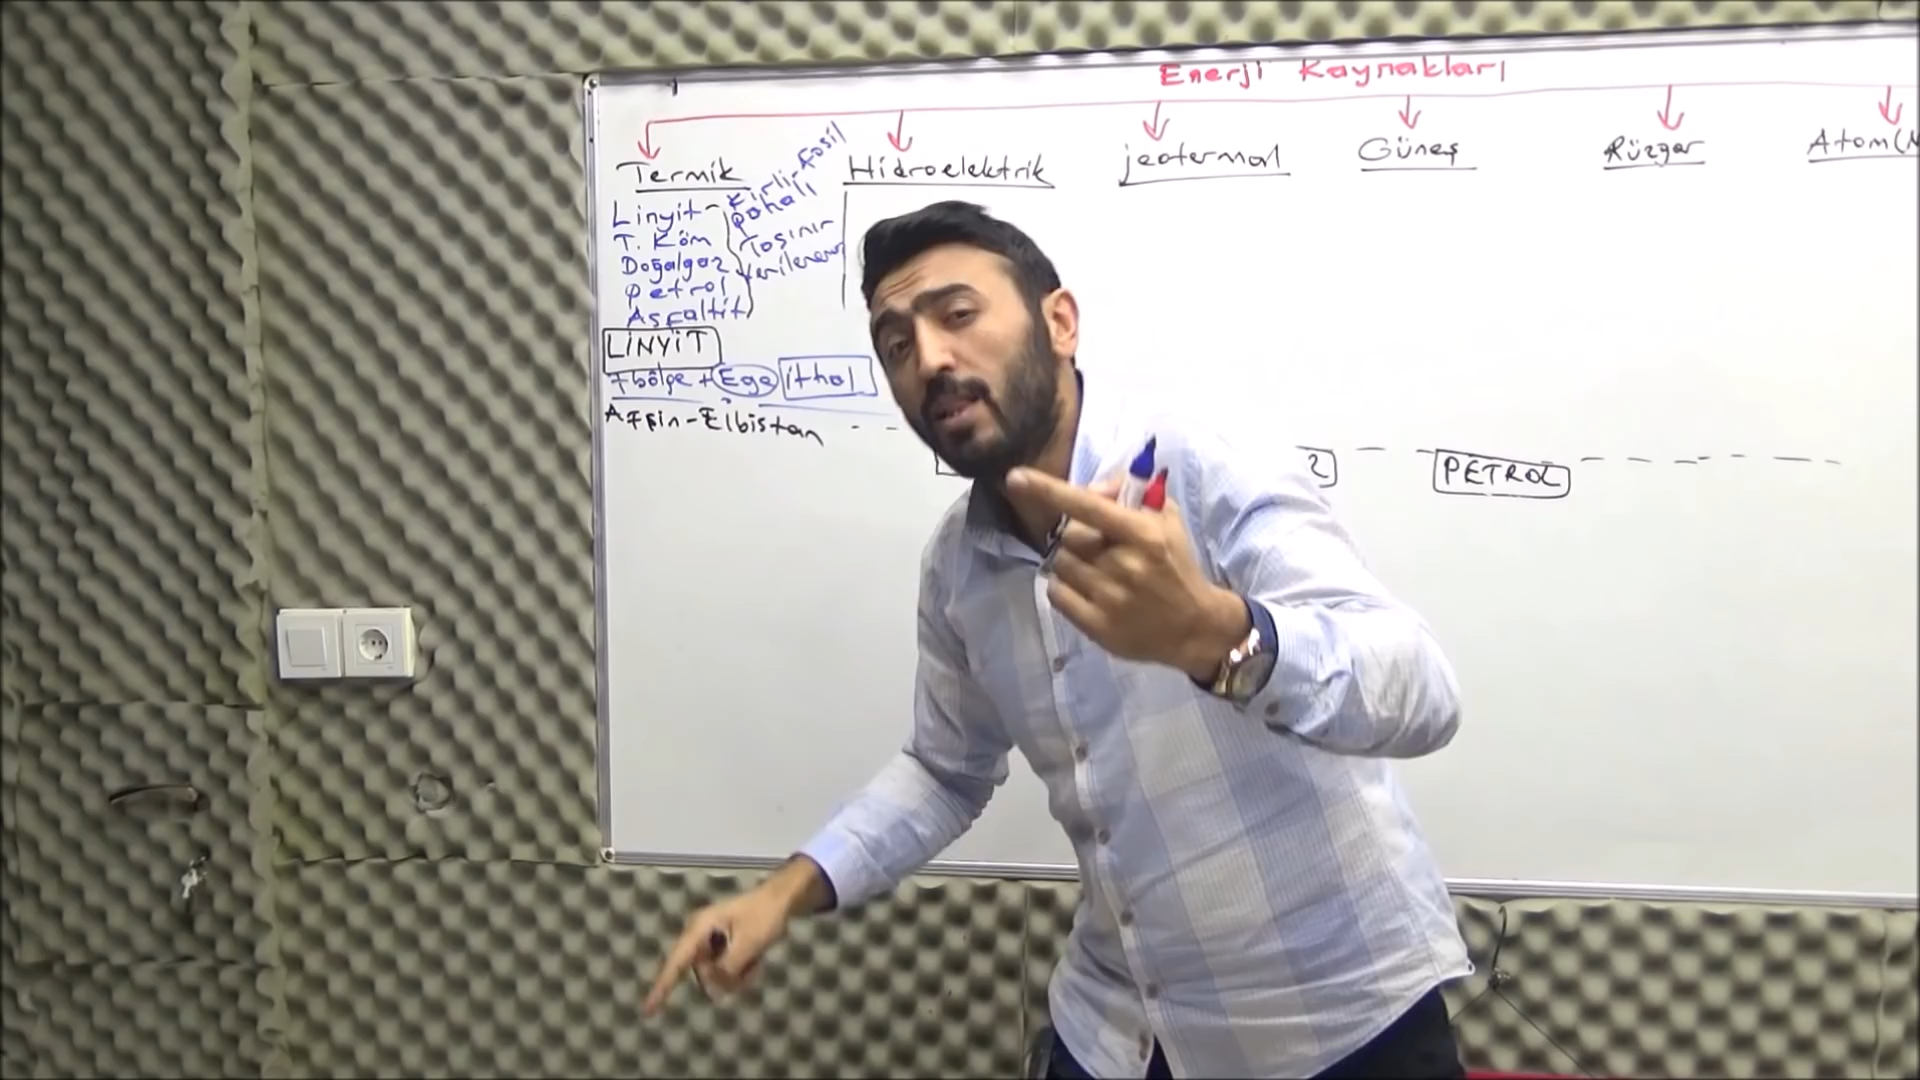 Enerji Kaynakları
Termik
Hidroelektrik
jeotermal
Güneş
Rüzgar
Atom(N
Linyit - Kirli-Fosil
T. Köm
Doğalgaz
Petrol
Asfaltit
Pahalı
Taşınır
LİNYİT
7 bölge + Ege ithal
Afşin-Elbistan
PETROL